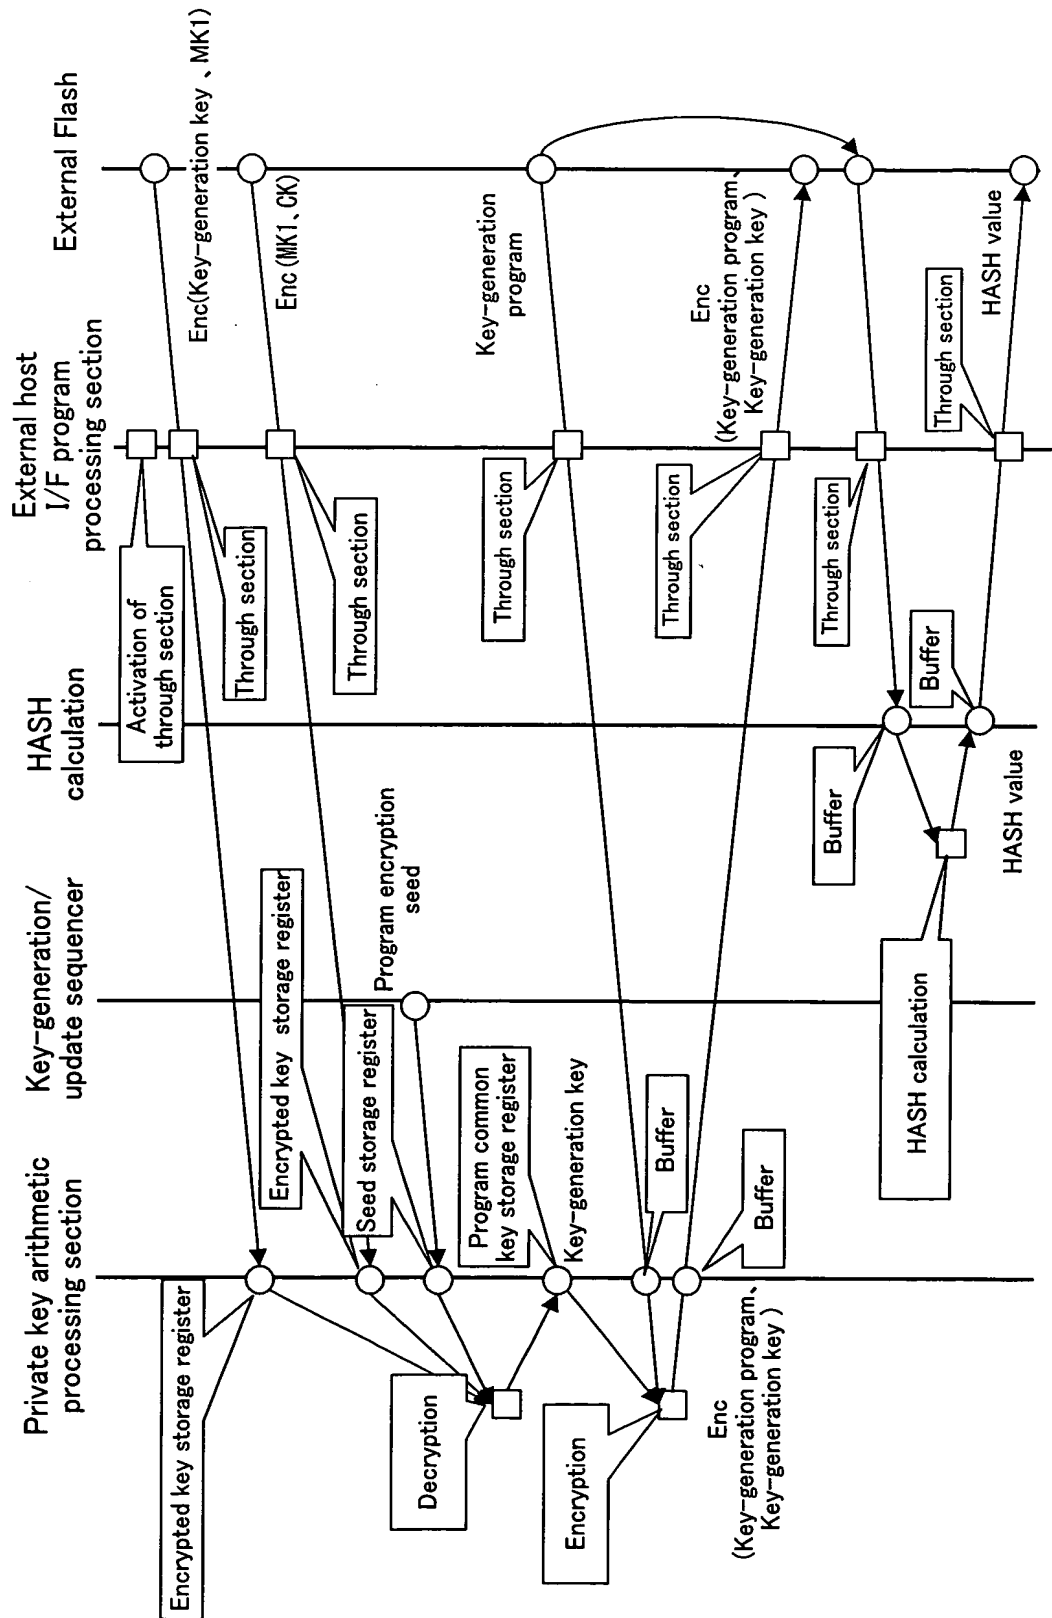 Private key arithmetic
processing section
Key-generation/
update sequencer
HASH
calculation
External host
I/F program
processing section
External Flash
Activation of
through section
Enc(Key-generation key、MK1)
Through section
Encrypted key storage register
Enc(MK1、CK)
Through section
Encrypted key storage register
Program encryption
seed
Seed storage register
Decryption
Program common
key storage register
Key-generation key
Key-generation
program
Through section
Buffer
Encryption
Buffer
Enc
(Key-generation program、
Key-generation key)
Through section
Enc
(Key-generation program、
Key-generation key)
Through section
Buffer
HASH calculation
Buffer
HASH value
Through section
HASH value